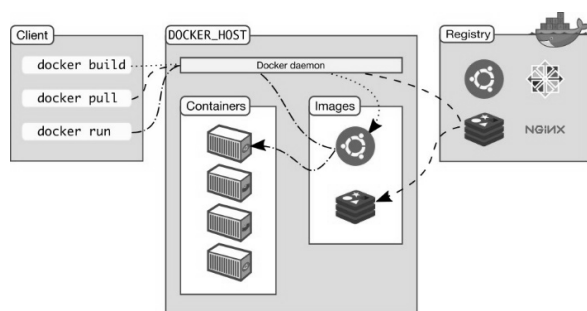 Client
docker build
docker pull
docker run
DOCKER_HOST
Docker daemon
Containers
Images
Registry
NGINX